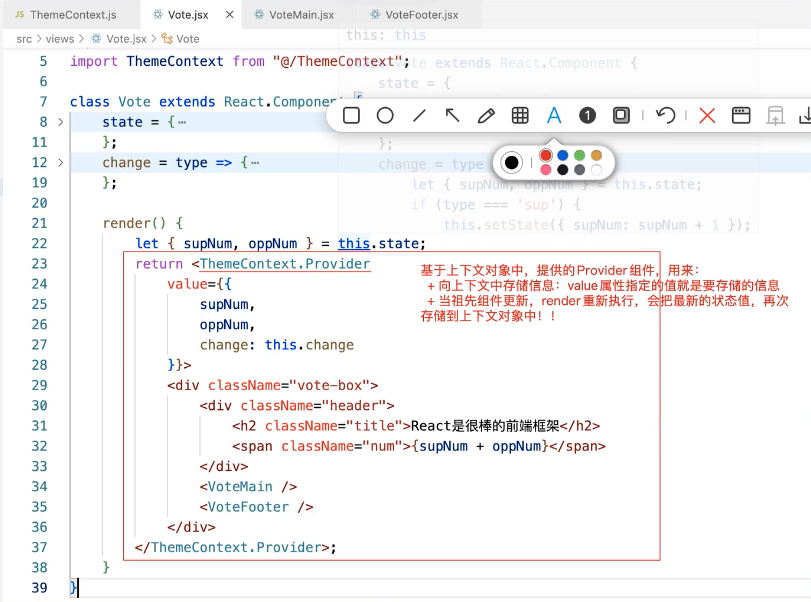 JS ThemeContext.js Vote.jsx VoteMain.jsx VoteFooter.jsx
src > views > Vote.jsx > Vote
this: this
5 import ThemeContext from "@/ThemeContext";
6
7 class Vote extends React.Component {
Vote extends React.Component {
8 state = {⋯
state = {
11 };
};
12 change = type => {⋯
change = type
19 };
let { supNum, oppNum } = this.state;
20
if (type === 'sup') {
21 render() {
this.setState({ supNum: supNum + 1 });
22 let { supNum, oppNum } = this.state;
23 return <ThemeContext.Provider
基于上下文对象中，提供的Provider组件，用来：
24 value={{
+ 向上下文中存储信息：value属性指定的值就是要存储的信息
25 supNum,
+ 当祖先组件更新，render重新执行，会把最新的状态值，再次
存储到上下文对象中！！
26 oppNum,
27 change: this.change
28 }}>
29 <div className="vote-box">
30 <div className="header">
31 <h2 className="title">React是很棒的前端框架</h2>
32 <span className="num">{supNum + oppNum}</span>
33 </div>
34 <VoteMain />
35 <VoteFooter />
36 </div>
37 </ThemeContext.Provider>;
38 }
39 }
A
1